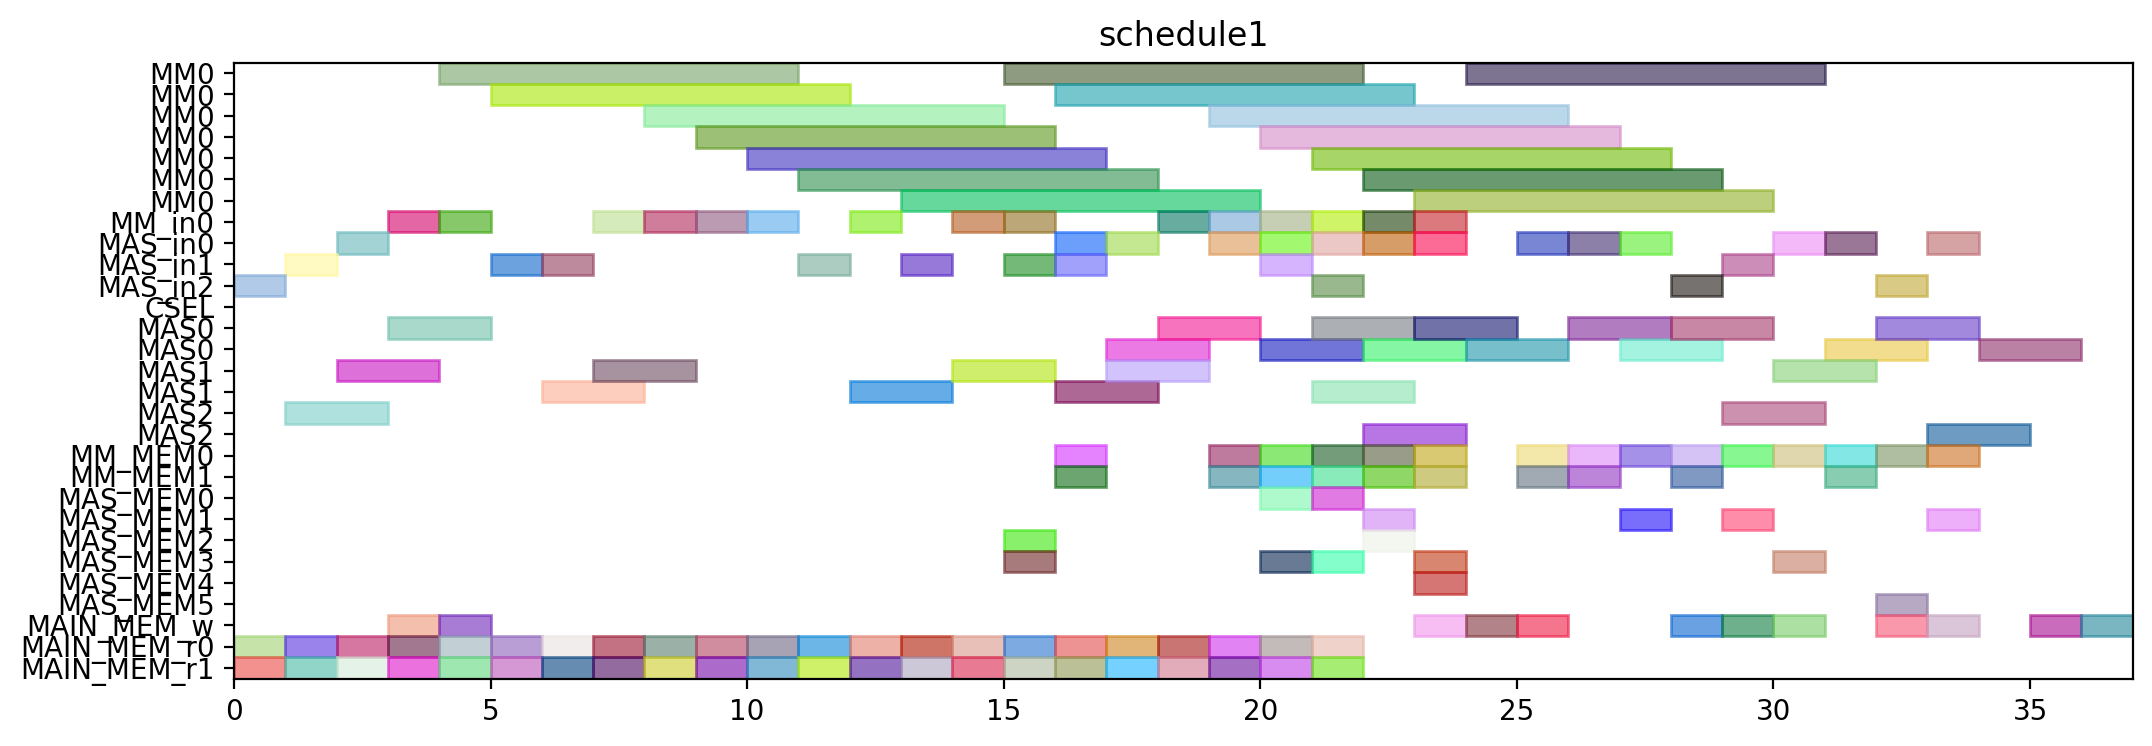 schedule1
MM0
MM0
MM0
MM0
MM0
MM0
MM0
MM_in0
MAS_in0
MAS_in1
MAS_in2
CSEL
MAS0
MAS0
MAS1
MAS1
MAS2
MAS2
MM_MEM0
MM_MEM1
MAS_MEM0
MAS_MEM1
MAS_MEM2
MAS_MEM3
MAS_MEM4
MAS_MEM5
MAIN_MEM_w
MAIN_MEM_r0
MAIN_MEM_r1
0 5 10 15 20 25 30 35